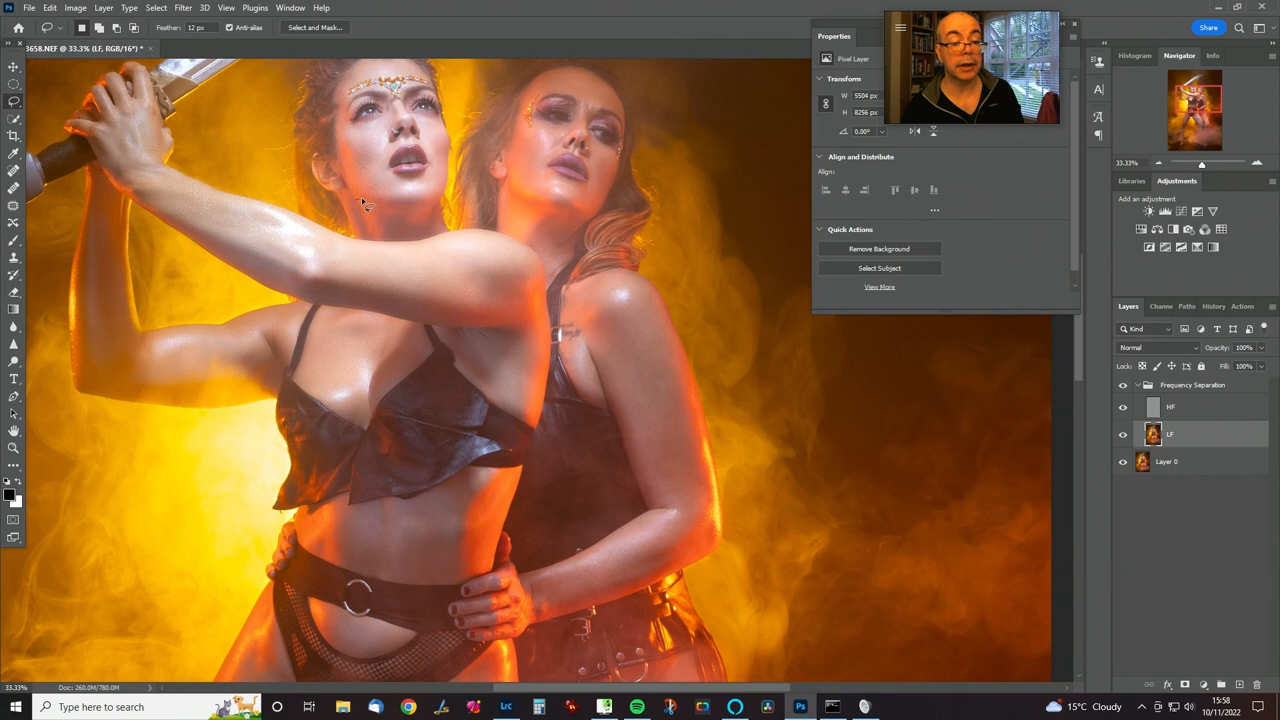 File Edit Image Layer Type Select Filter 3D View Plugins Window Help
Feather: 12 px Anti-alias Select and Mask... Share
3658.NEF @ 33.3% (LF, RGB/16*) * ×
Properties
Pixel Layer
Transform
W 5504 px
H 8256 px
0.00°
Align and Distribute
Align:
Quick Actions
Remove Background
Select Subject
View More
Histogram Navigator Info
33.33%
Libraries Adjustments
Add an adjustment
Layers Channe Paths History Actions
Kind
Normal Opacity: 100%
Lock: Fill: 100%
Frequency Separation
HF
LF
Layer 0
33.33% Doc: 260.0M/780.0M
Type here to search
Lrc
Ps
15°C Cloudy
15:58
10/11/2022